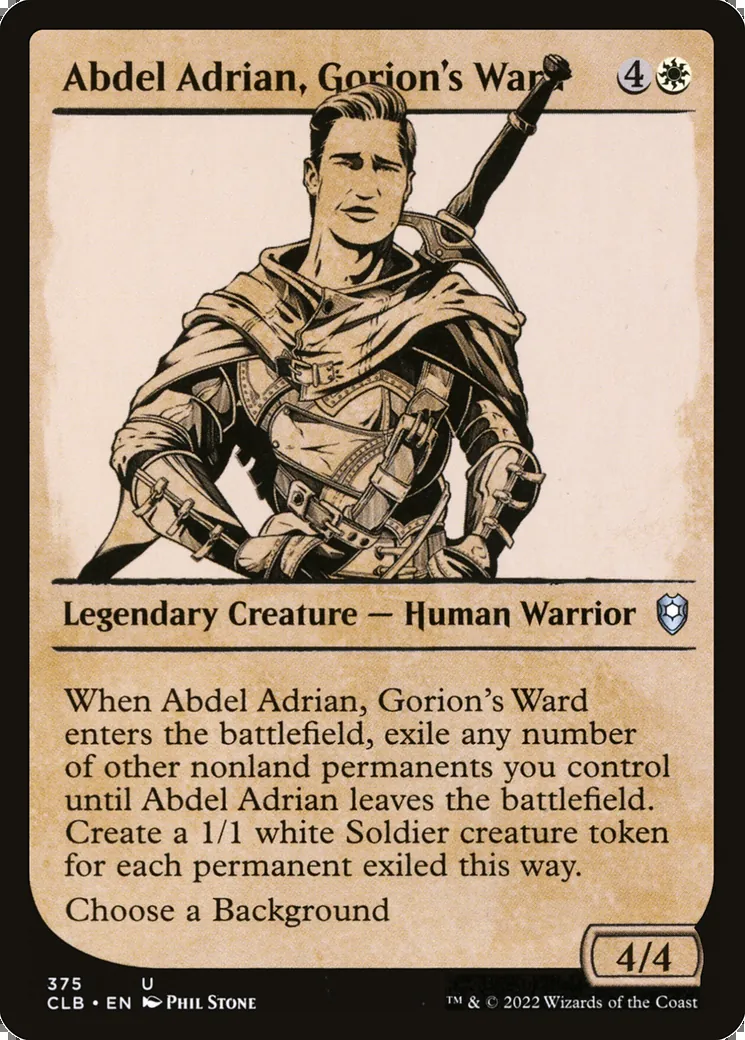 Abdel Adrian, Gorion's Ward 4
Legendary Creature — Human Warrior
When Abdel Adrian, Gorion's Ward
enters the battlefield, exile any number
of other nonland permanents you control
until Abdel Adrian leaves the battlefield.
Create a 1/1 white Soldier creature token
for each permanent exiled this way.
Choose a Background
4/4
375 U
CLB • EN Phil Stone
™ & © 2022 Wizards of the Coast